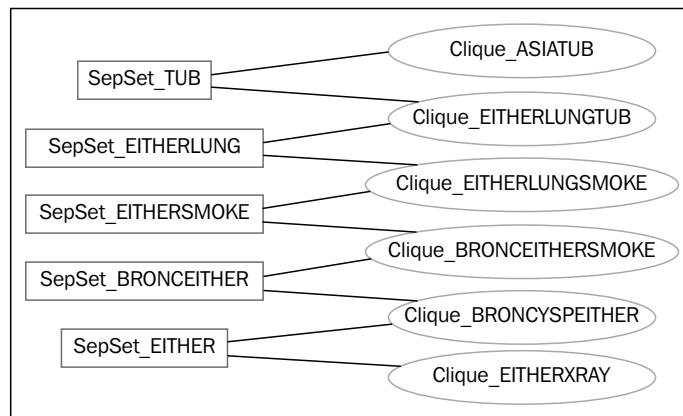 Clique_ASIATUB
SepSet_TUB
Clique_EITHERLUNGTUB
SepSet_EITHERLUNG
Clique_EITHERLUNGSMOKE
SepSet_EITHERSMOKE
Clique_BRONCEITHERSMOKE
SepSet_BRONCEITHER
Clique_BRONCYSPEITHER
SepSet_EITHER
Clique_EITHERXRAY